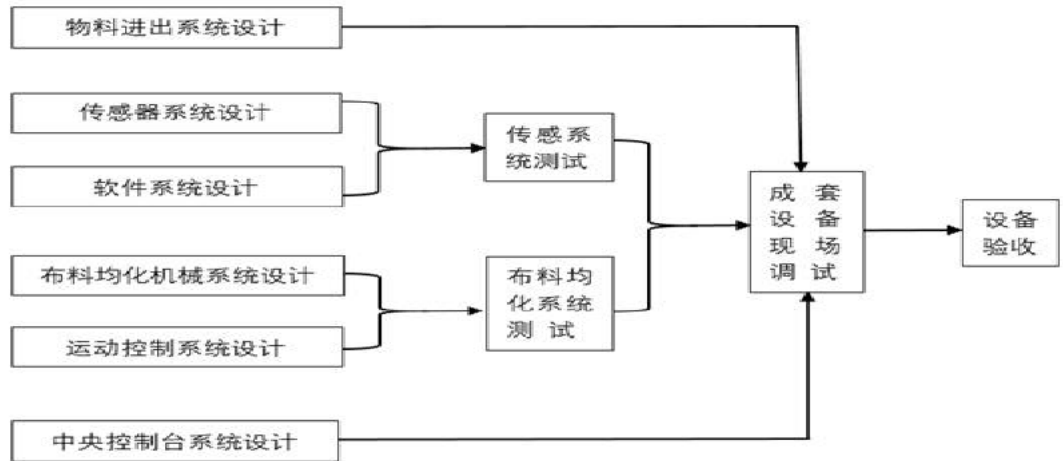 物料进出系统设计
传感器系统设计
软件系统设计
布料均化机械系统设计
运动控制系统设计
中央控制台系统设计
传感系
统测试
布料均
化系统
测 试
成 套
设 备
现 场
调 试
设备
验收